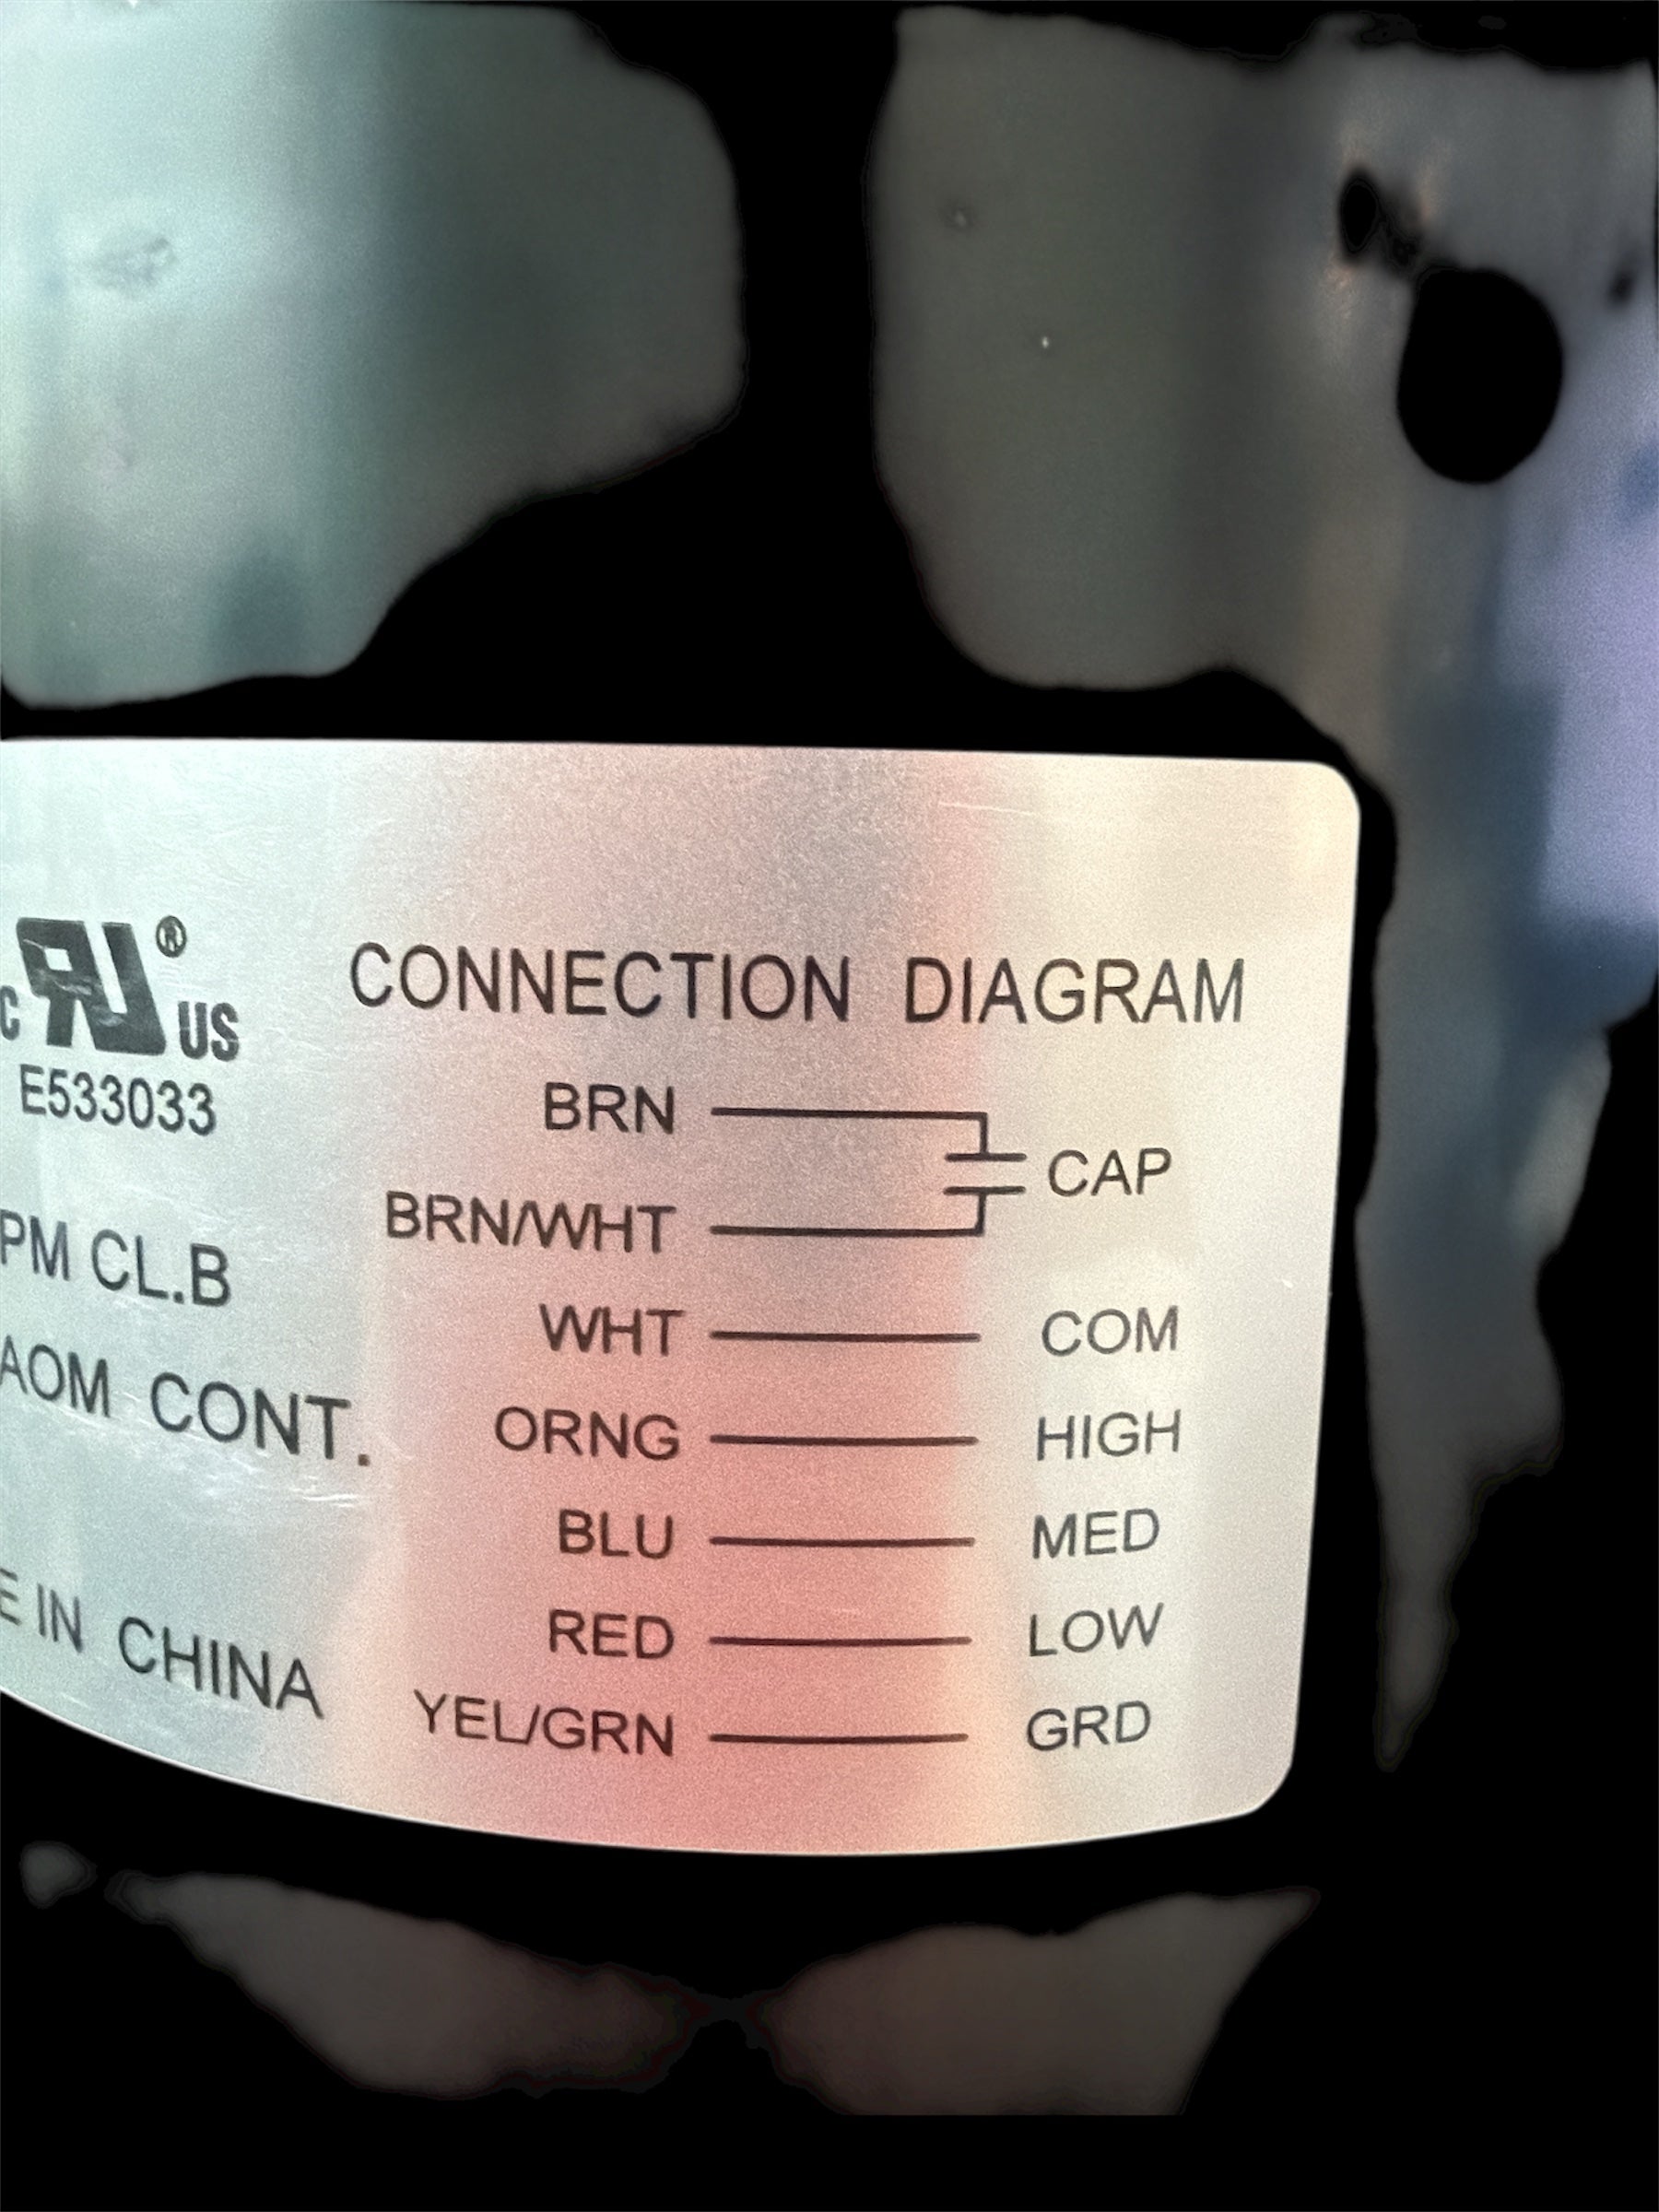 CONNECTION DIAGRAM
c RU® US
E533033
BRN
CAP
BRN/WHT
PM CL.B
WHT COM
AOM CONT.
ORNG HIGH
BLU MED
RED LOW
E IN CHINA
YEL/GRN GRD